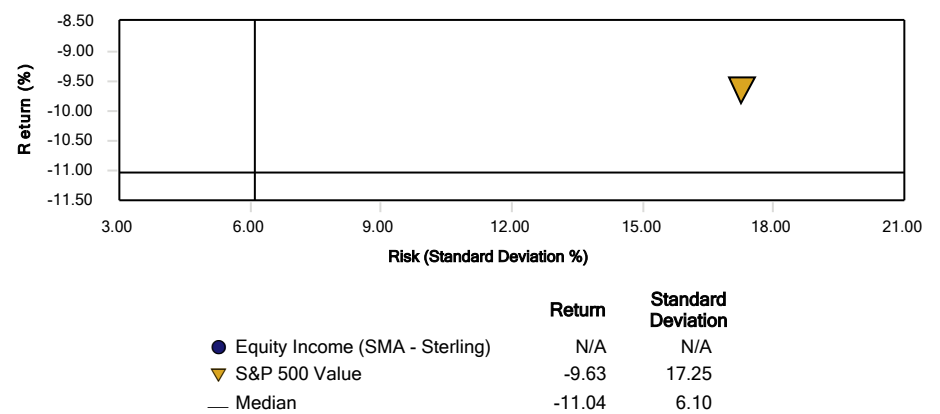 -8.50
-9.00
-9.50
-10.00
-10.50
-11.00
-11.50
Return (%)
3.00 6.00 9.00 12.00 15.00 18.00 21.00
Risk (Standard Deviation %)
Return Standard Deviation
Equity Income (SMA - Sterling) N/A N/A
S&P 500 Value -9.63 17.25
Median -11.04 6.10